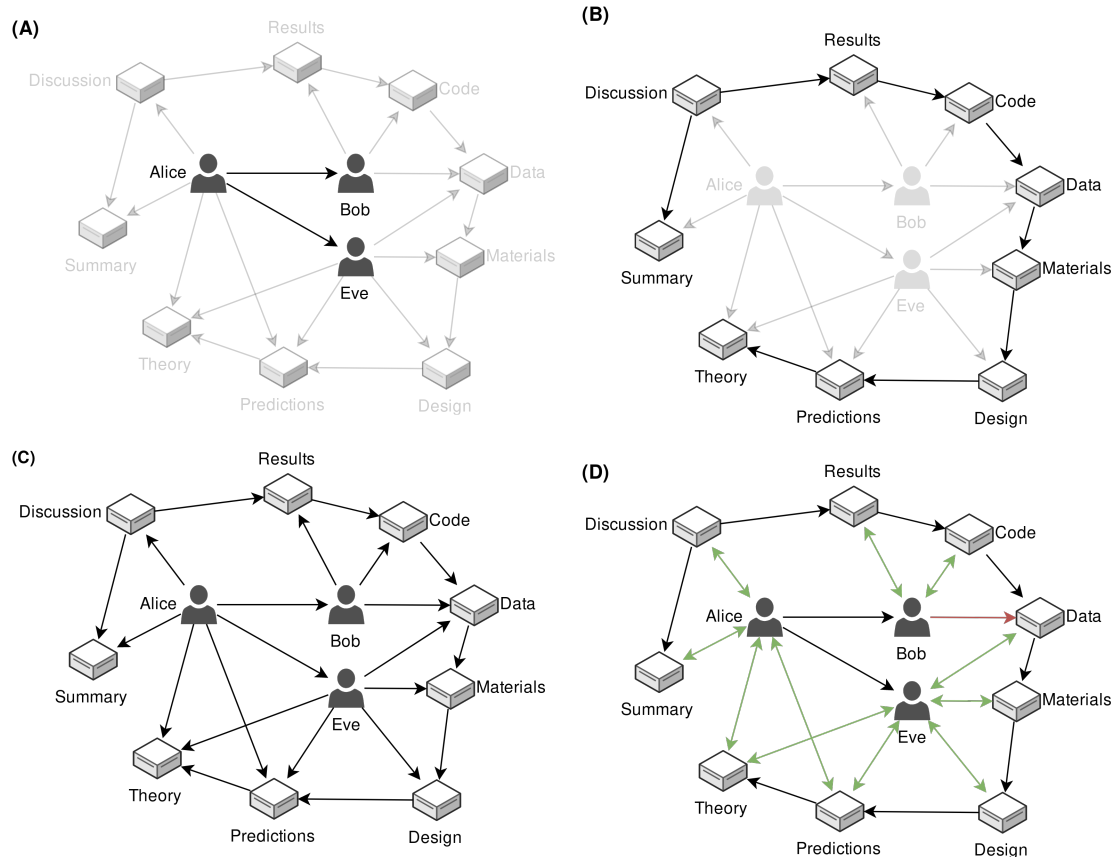 (A)
Results
Discussion
Code
Alice
Bob
Data
Summary
Eve
Materials
Theory
Predictions
Design
(B)
Results
Discussion
Code
Alice
Bob
Data
Summary
Eve
Materials
Theory
Predictions
Design
(C)
Results
Discussion
Code
Alice
Bob
Data
Summary
Eve
Materials
Theory
Predictions
Design
(D)
Results
Discussion
Code
Alice
Bob
Data
Summary
Eve
Materials
Theory
Predictions
Design